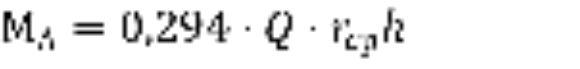 M_A = 0,294 · Q · r_cp h